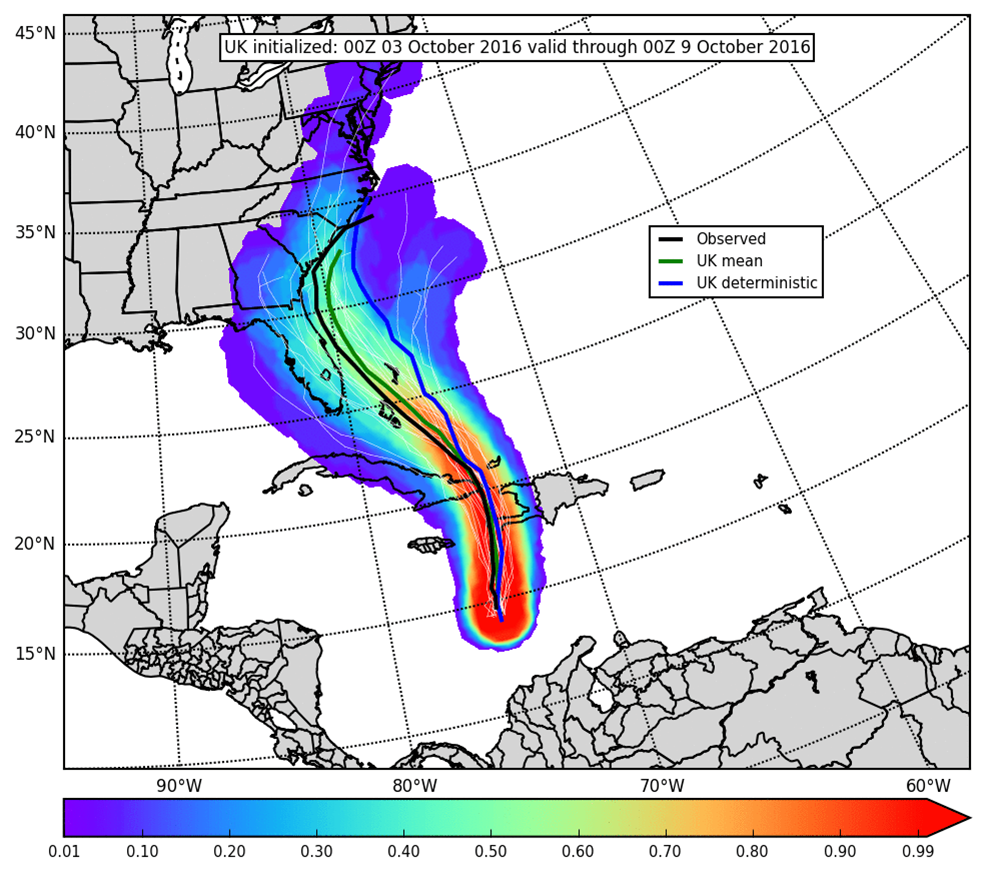 UK initialized: 00Z 03 October 2016 valid through 00Z 9 October 2016
45°N
40°N
35°N
30°N
25°N
20°N
15°N
Observed
UK mean
UK deterministic
90°W 80°W 70°W 60°W
0.01 0.10 0.20 0.30 0.40 0.50 0.60 0.70 0.80 0.90 0.99